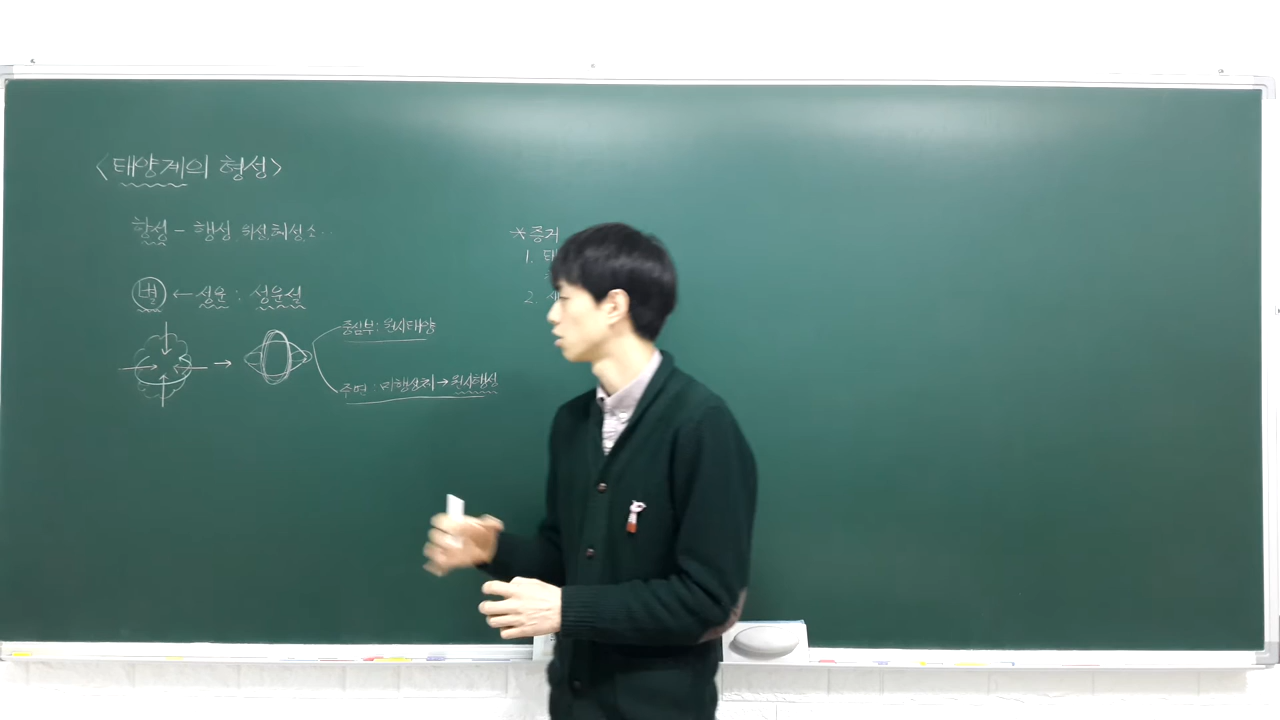 <태양계의 형성>
항성 - 행성 위성, 혜성, 소...
별 ← 성운 : 성운설
중심부 : 원시태양
주변 : 미행성체 → 원시행성
* 증거
1. 태
2.